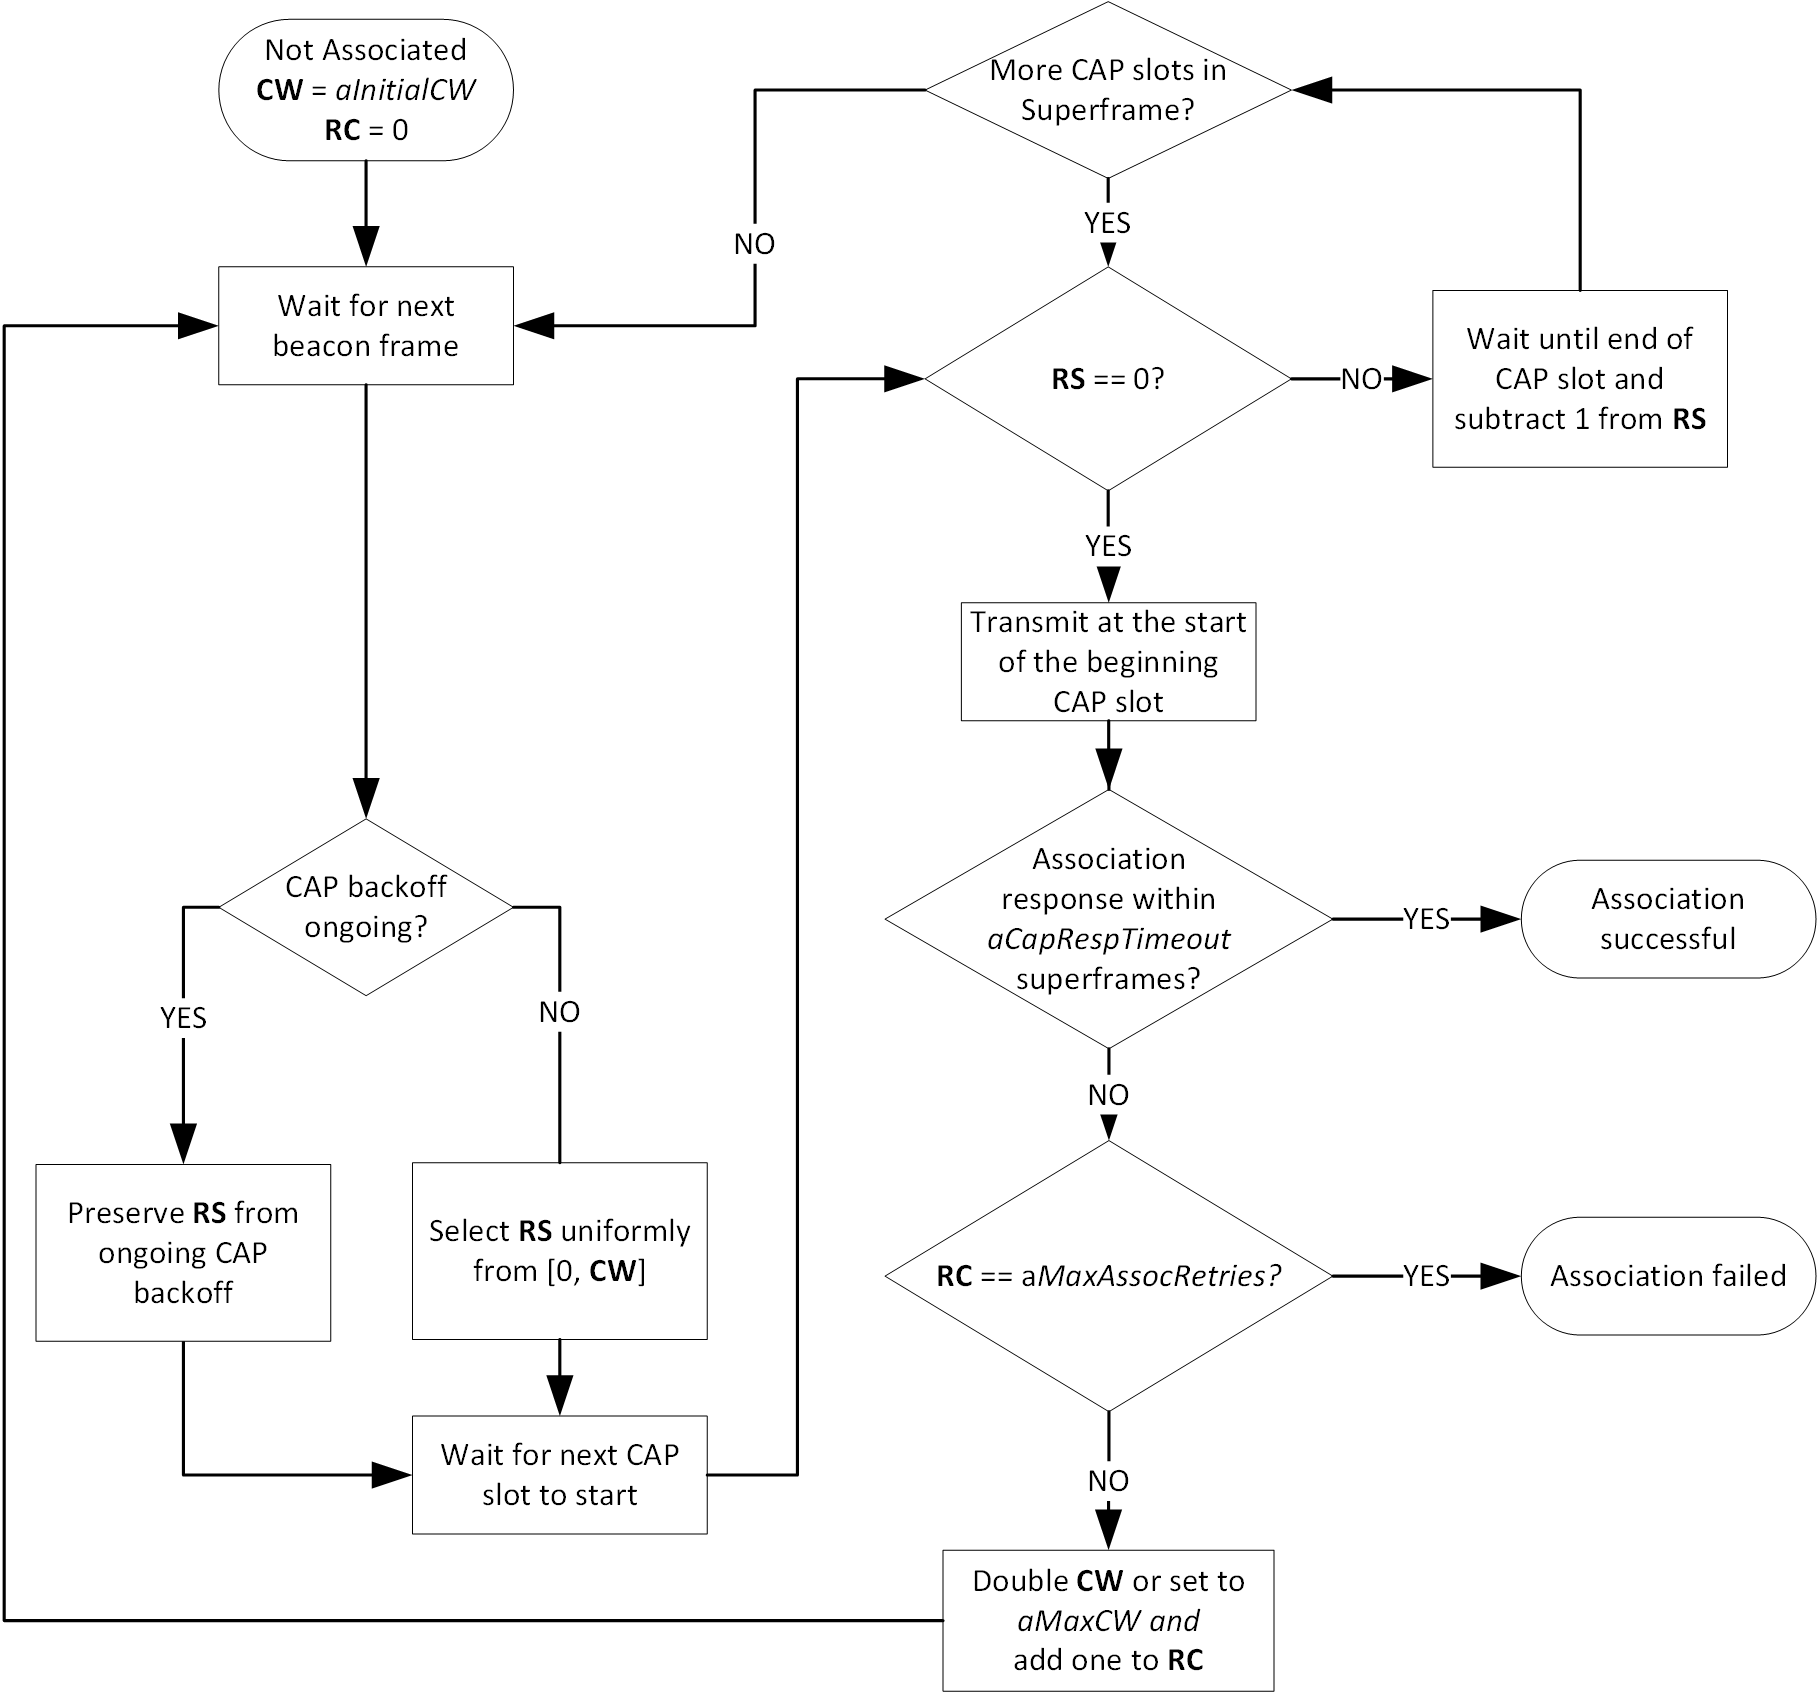 Not Associated
CW = aInitialCW
RC = 0
More CAP slots in
Superframe?
NO
YES
Wait for next
beacon frame
RS == 0?
NO
Wait until end of
CAP slot and
subtract 1 from RS
YES
Transmit at the start
of the beginning
CAP slot
CAP backoff
ongoing?
YES
NO
Association
response within
aCapRespTimeout
superframes?
YES
Association
successful
NO
Preserve RS from
ongoing CAP
backoff
Select RS uniformly
from [0, CW]
RC == aMaxAssocRetries?
YES
Association failed
Wait for next CAP
slot to start
NO
Double CW or set to
aMaxCW and
add one to RC